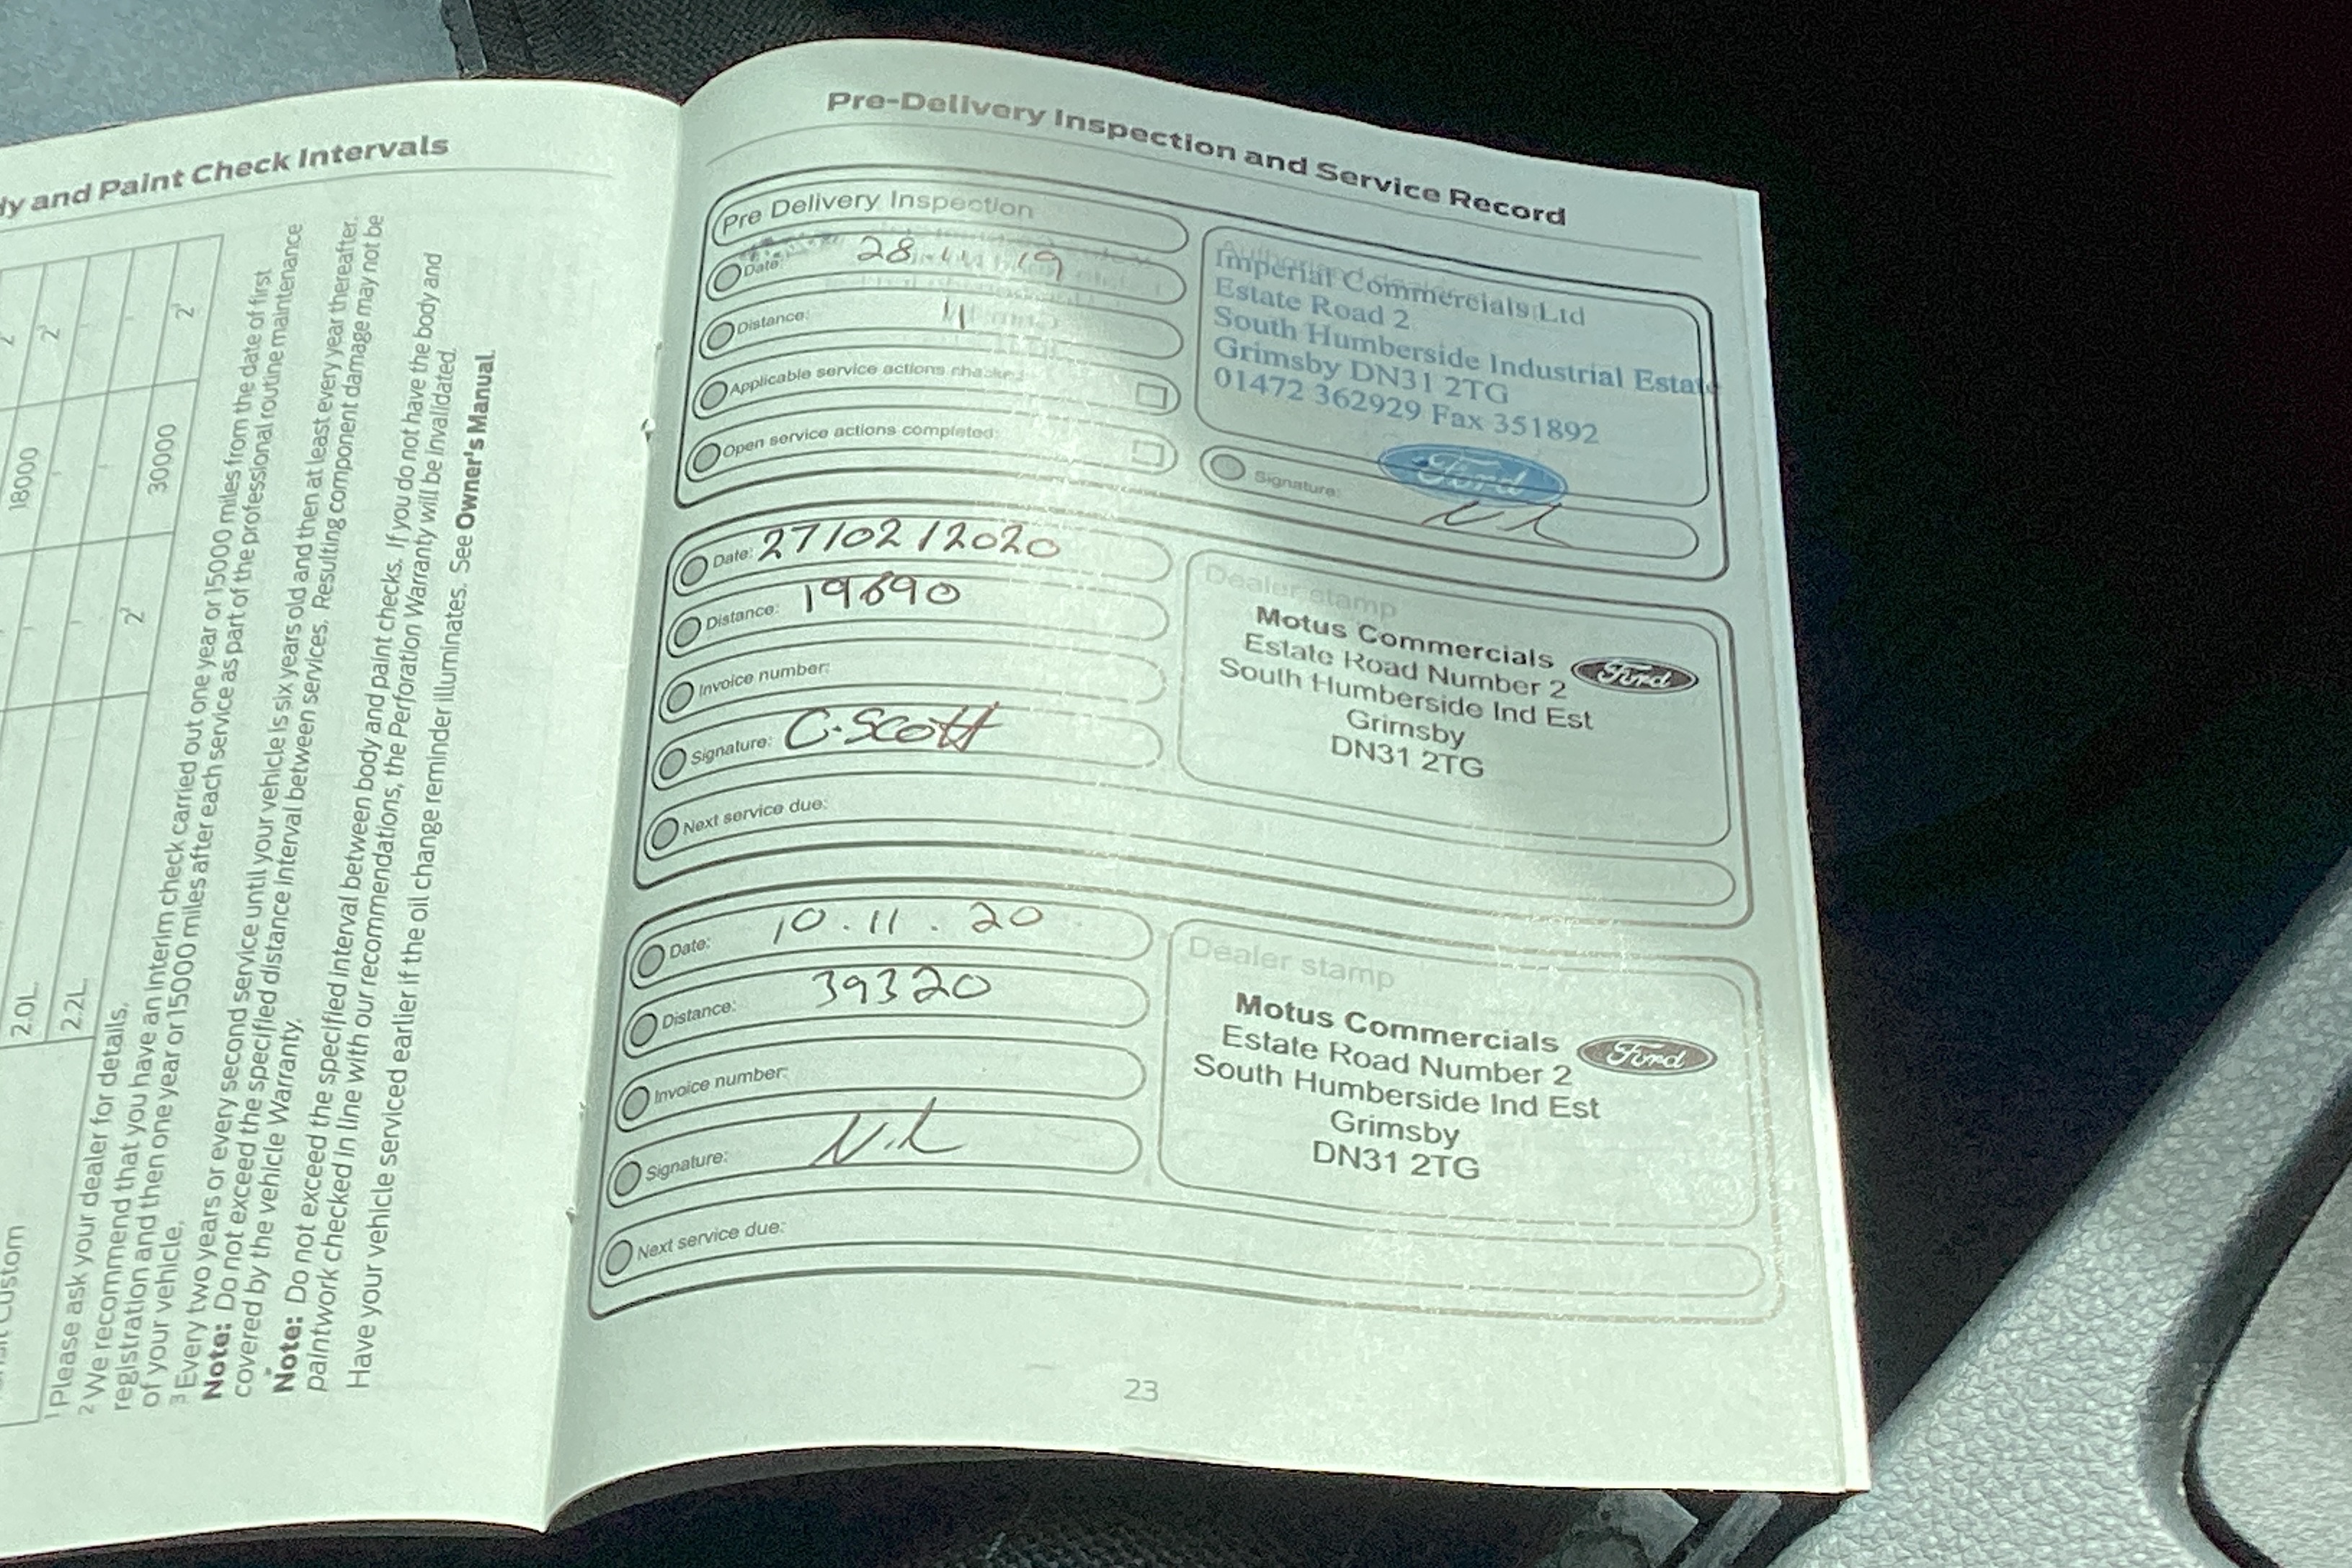 dy and Paint Check Intervals
18000
2³
2³
30000
2³
2.0L
2.2L
¹ Please ask your dealer for details.
² We recommend that you have an interim check carried out one year or 15000 miles from the date of first
registration and then one year or 15000 miles after each service as part of the professional routine maintenance
of your vehicle.
³ Every two years or every second service until your vehicle is six years old and then at least every year thereafter.
Note: Do not exceed the specified distance interval between services. Resulting component damage may not be
covered by the vehicle Warranty.
Note: Do not exceed the specified interval between body and paint checks. If you do not have the body and
paintwork checked in line with our recommendations, the Perforation Warranty will be invalidated.
Have your vehicle serviced earlier if the oil change reminder illuminates. See Owner's Manual.
Pre-Delivery Inspection and Service Record
Pre Delivery Inspection
Date: 28 . 11 . 19
Distance: 11
Applicable service actions checked:
Open service actions completed:
Imperial Commercials Ltd
Estate Road 2
South Humberside Industrial Estate
Grimsby DN31 2TG
01472 362929 Fax 351892
Ford
Signature:
Date: 27/02/2020
Distance: 19690
Invoice number:
Signature: C.Scott
Next service due:
Dealer stamp
Motus Commercials
Estate Road Number 2
South Humberside Ind Est
Grimsby
DN31 2TG
Ford
Date: 10 . 11 . 20
Distance: 39320
Invoice number:
Signature:
Next service due:
Dealer stamp
Motus Commercials
Estate Road Number 2
South Humberside Ind Est
Grimsby
DN31 2TG
Ford
23